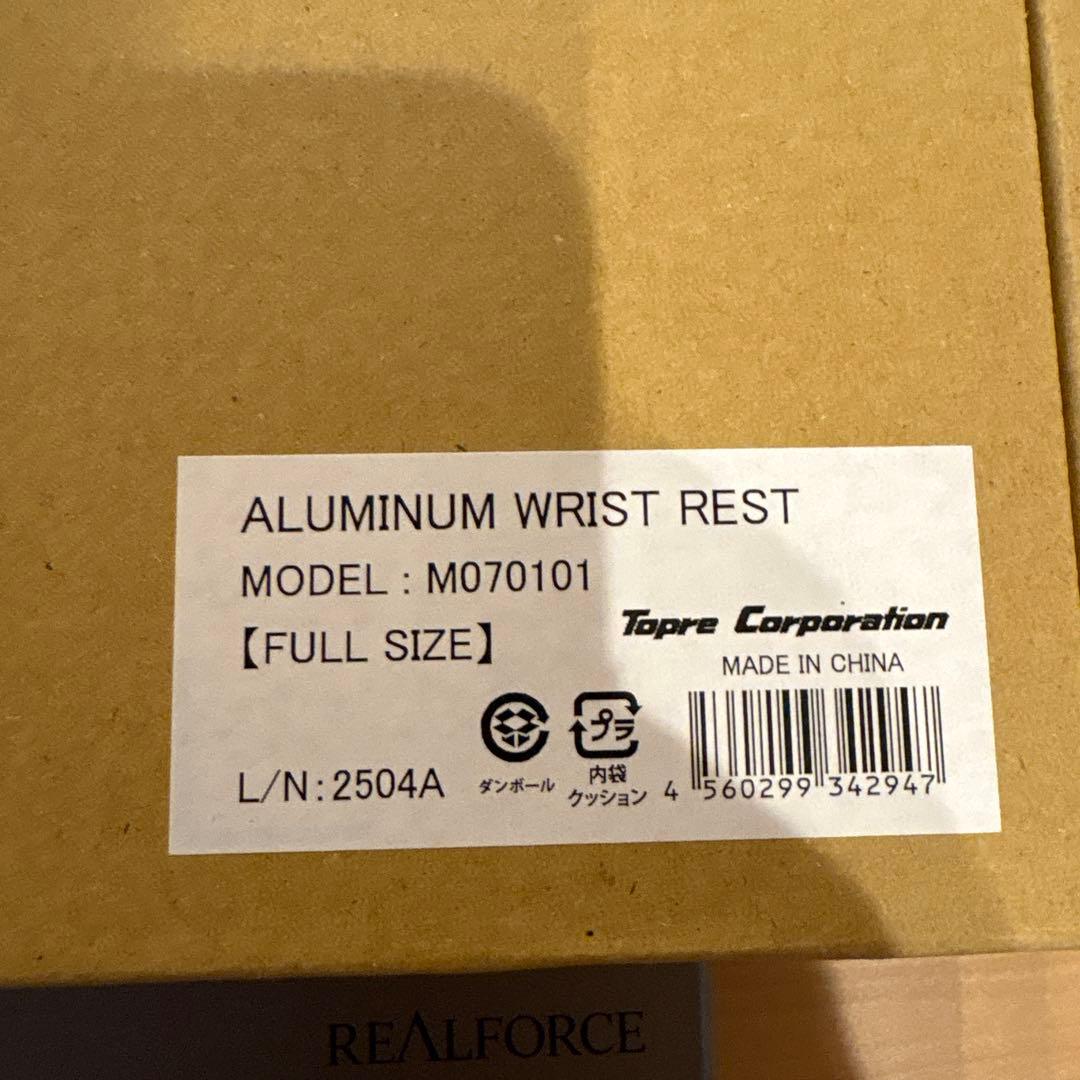 ALUMINUM WRIST REST
MODEL : M070101
【FULL SIZE】
Topre Corporation
MADE IN CHINA
プラ
L/N:2504A
ダンボール
内袋
クッション
4 560299 342947
REALFORCE